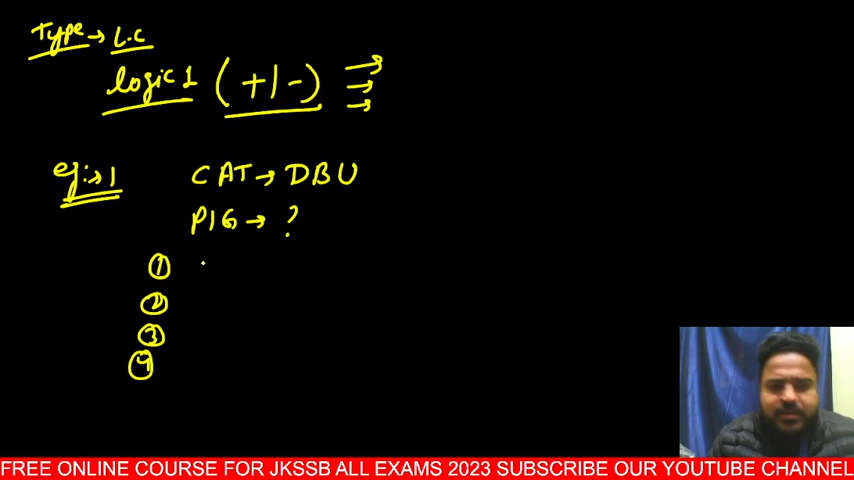 Type → L.C
logic 1 (+|-)
eg:→1 CAT → DBU
PIG → ?
①
②
③
④
FREE ONLINE COURSE FOR JKSSB ALL EXAMS 2023 SUBSCRIBE OUR YOUTUBE CHANNEL